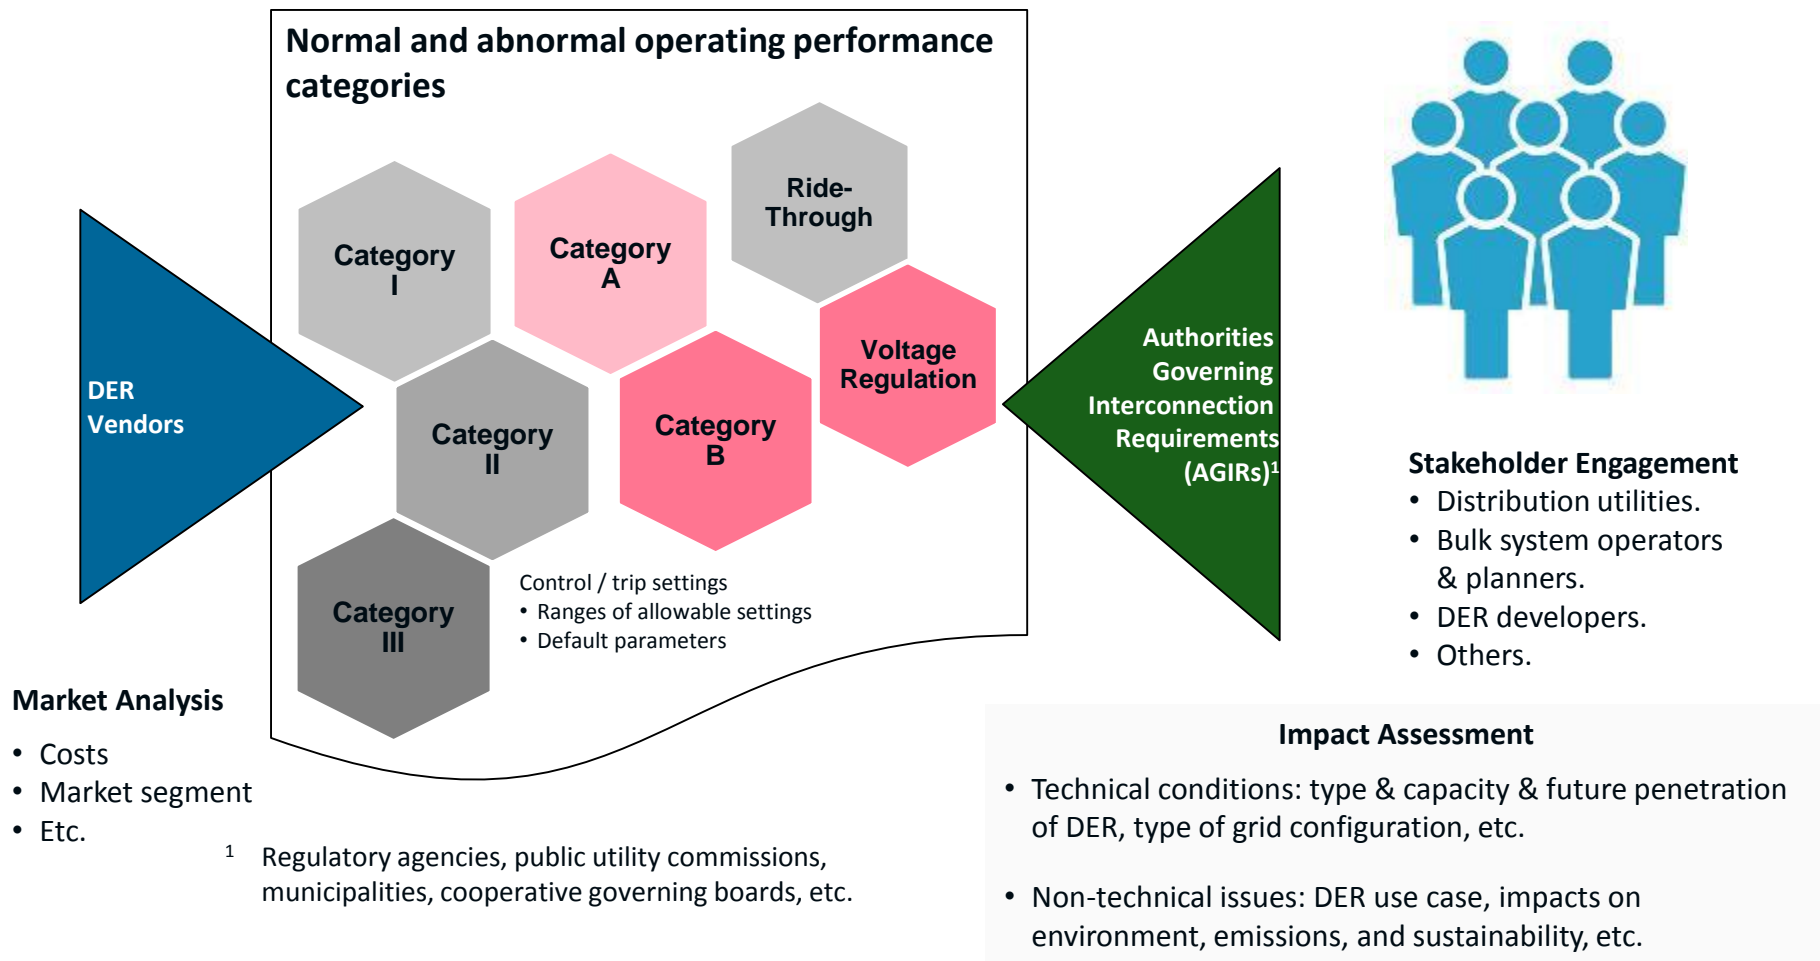 Normal and abnormal operating performance
categories
Ride-
Through
Category
I
Category
A
Voltage
Regulation
Category
II
Category
B
Category
III
Control / trip settings
• Ranges of allowable settings
• Default parameters
DER
Vendors
Authorities
Governing
Interconnection
Requirements
(AGIRs)¹
Stakeholder Engagement
• Distribution utilities.
• Bulk system operators
& planners.
• DER developers.
• Others.
Market Analysis
• Costs
• Market segment
• Etc.
¹ Regulatory agencies, public utility commissions,
municipalities, cooperative governing boards, etc.
Impact Assessment
• Technical conditions: type & capacity & future penetration
of DER, type of grid configuration, etc.
• Non-technical issues: DER use case, impacts on
environment, emissions, and sustainability, etc.